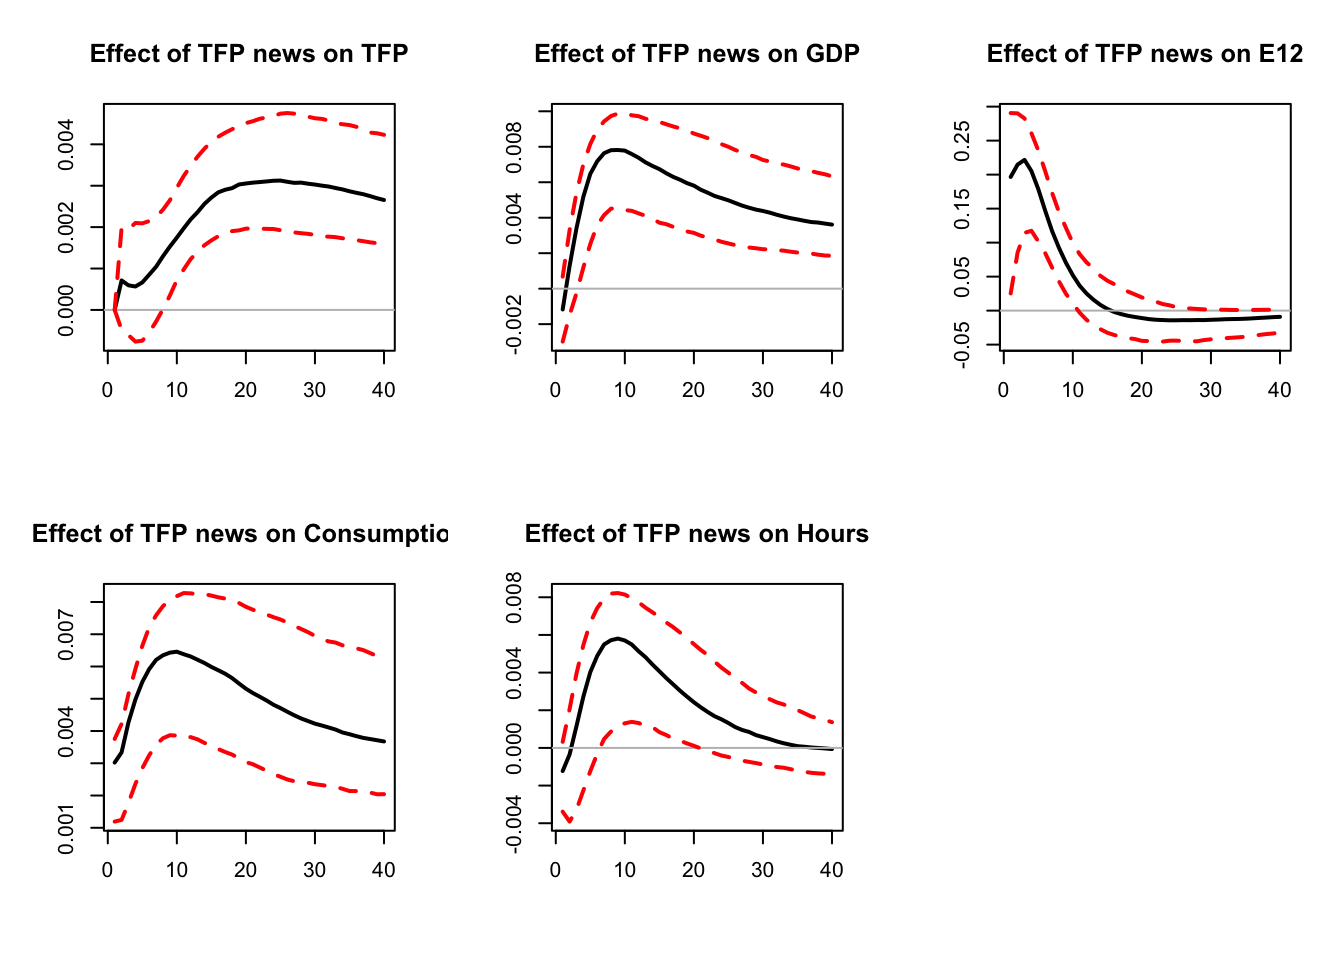 Effect of TFP news on TFP
0.004
0.002
0.000
0 10 20 30 40
Effect of TFP news on GDP
0.008
0.004
-0.002
0 10 20 30 40
Effect of TFP news on E12
0.25
0.15
0.05
-0.05
0 10 20 30 40
Effect of TFP news on Consumptio
0.007
0.004
0.001
0 10 20 30 40
Effect of TFP news on Hours
0.008
0.004
0.000
-0.004
0 10 20 30 40